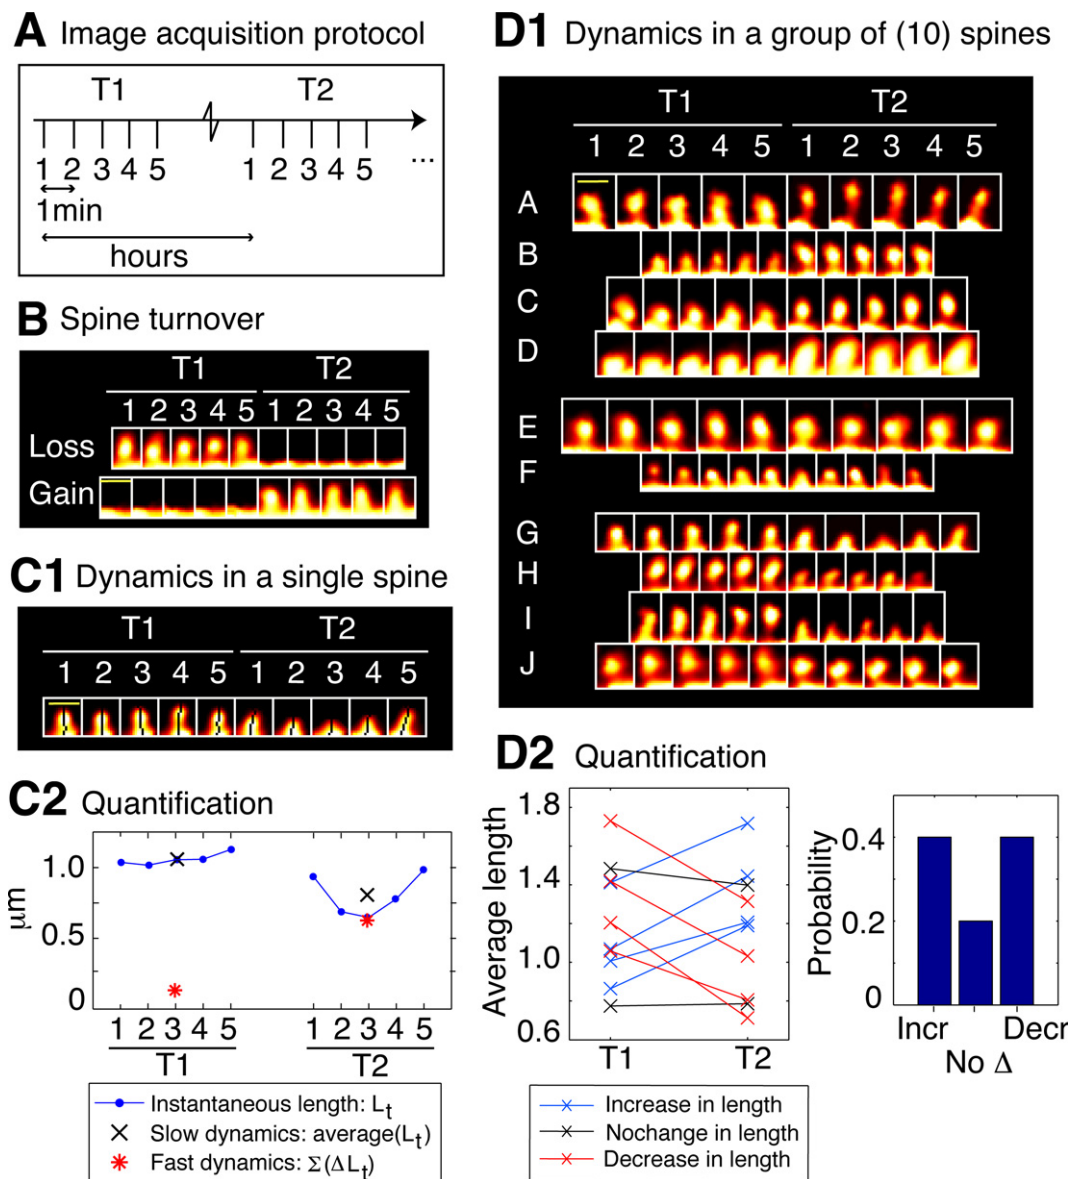 A Image acquisition protocol
T1 T2
1 2 3 4 5 1 2 3 4 5 ...
1min
hours
B Spine turnover
T1 T2
1 2 3 4 5 1 2 3 4 5
Loss
Gain
C1 Dynamics in a single spine
T1 T2
1 2 3 4 5 1 2 3 4 5
C2 Quantification
1.0
0.5
0
μm
1 2 3 4 5 1 2 3 4 5
T1 T2
Instantaneous length: Lt
Slow dynamics: average(Lt)
Fast dynamics: Σ(ΔLt)
D1 Dynamics in a group of (10) spines
T1 T2
1 2 3 4 5 1 2 3 4 5
A
B
C
D
E
F
G
H
I
J
D2 Quantification
Average length
1.8
1.4
1.0
0.6
T1 T2
Increase in length
Nochange in length
Decrease in length
Probability
0.4
0.2
0
Incr Decr
No Δ